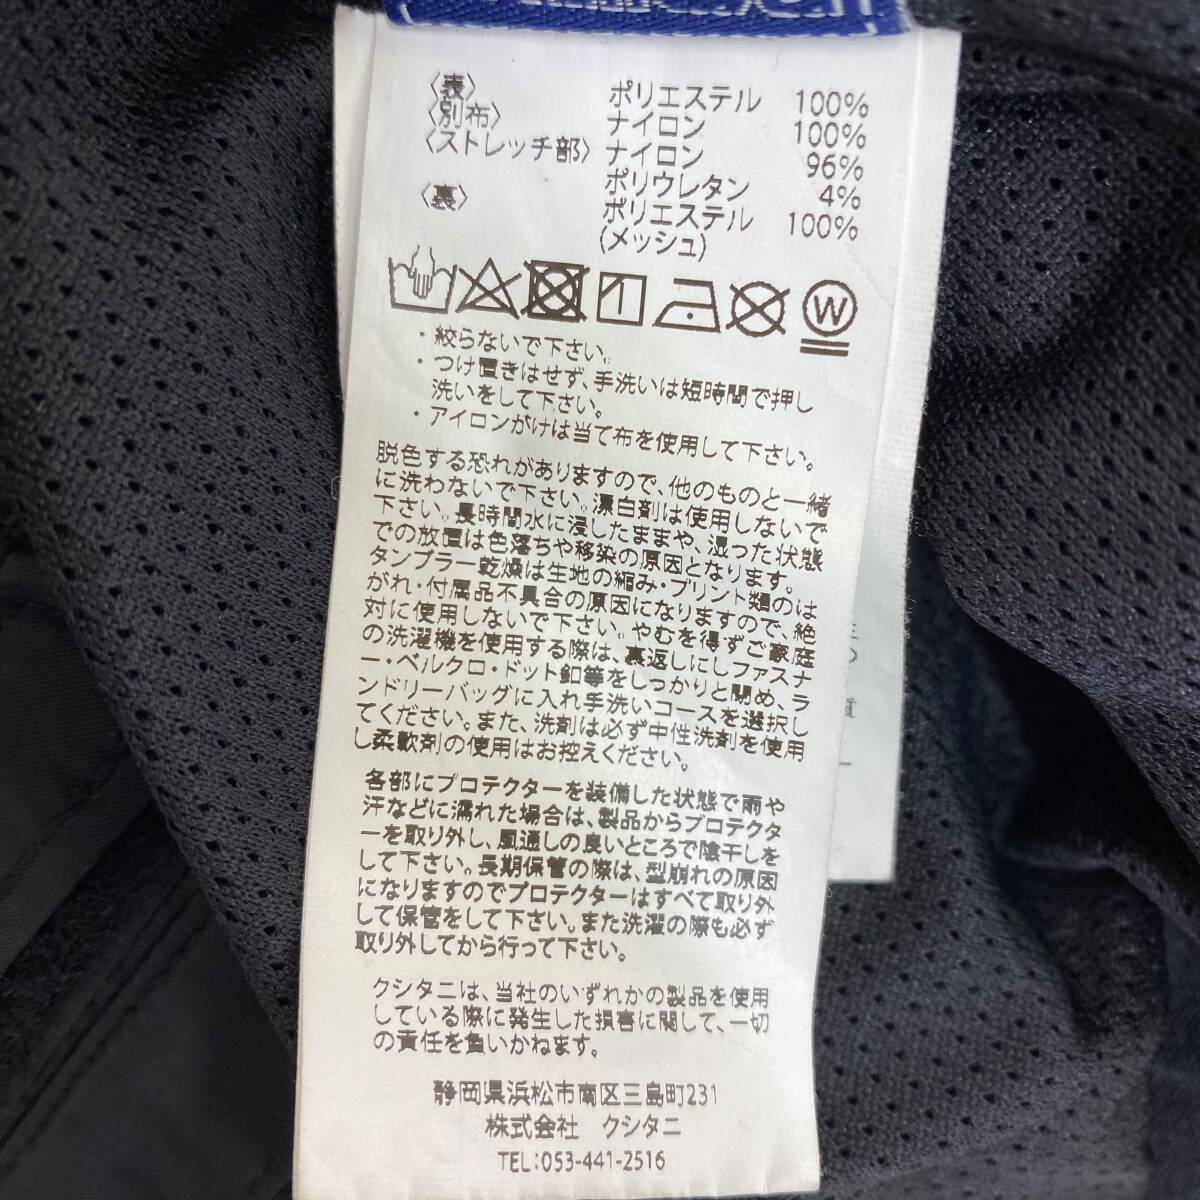 〈表〉 ポリエステル 100%
〈別布〉 ナイロン 100%
〈ストレッチ部〉 ナイロン 96%
ポリウレタン 4%
〈裏〉 ポリエステル 100%
(メッシュ)
W
・絞らないで下さい。
・つけ置きはせず、手洗いは短時間で押し
洗いをして下さい。
・アイロンがけは当て布を使用して下さい。
脱色する恐れがありますので、他のものと一緒
に洗わないで下さい。漂白剤は使用しないで
下さい。長時間水に浸したままや、湿った状態
での放置は色落ちや移染の原因となります。
タンブラー乾燥は生地の縮み・プリント類のは
がれ・付属品不具合の原因になりますので、絶
対に使用しないで下さい。やむを得ずご家庭
の洗濯機を使用する際は、裏返しにしファスナ
ー・ベルクロ・ドット釦等をしっかりと閉め、ラ
ンドリーバッグに入れ手洗いコースを選択し
てください。また、洗剤は必ず中性洗剤を使用
し柔軟剤の使用はお控えください。
各部にプロテクターを装備した状態で雨や
汗などに濡れた場合は、製品からプロテクタ
ーを取り外し、風通しの良いところで陰干しを
して下さい。長期保管の際は、型崩れの原因
になりますのでプロテクターはすべて取り外
して保管をして下さい。また洗濯の際も必ず
取り外してから行って下さい。
クシタニは、当社のいずれかの製品を使用
している際に発生した損害に関して、一切
の責任を負いかねます。
静岡県浜松市南区三島町231
株式会社 クシタニ
TEL:053-441-2516
質